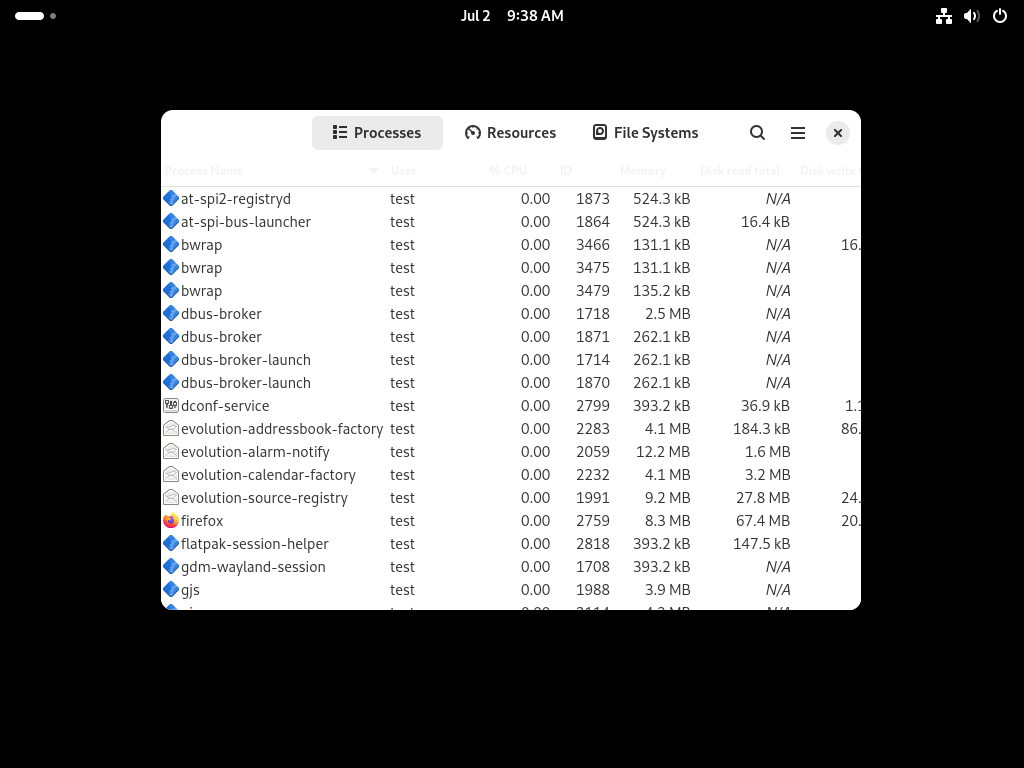 Jul 2 9:38 AM
Processes Resources File Systems
Process Name User % CPU ID Memory Disk read total Disk write
at-spi2-registryd test 0.00 1873 524.3 kB N/A
at-spi-bus-launcher test 0.00 1864 524.3 kB 16.4 kB
bwrap test 0.00 3466 131.1 kB N/A 16.
bwrap test 0.00 3475 131.1 kB N/A
bwrap test 0.00 3479 135.2 kB N/A
dbus-broker test 0.00 1718 2.5 MB N/A
dbus-broker test 0.00 1871 262.1 kB N/A
dbus-broker-launch test 0.00 1714 262.1 kB N/A
dbus-broker-launch test 0.00 1870 262.1 kB N/A
dconf-service test 0.00 2799 393.2 kB 36.9 kB 1.1
evolution-addressbook-factory test 0.00 2283 4.1 MB 184.3 kB 86.
evolution-alarm-notify test 0.00 2059 12.2 MB 1.6 MB
evolution-calendar-factory test 0.00 2232 4.1 MB 3.2 MB
evolution-source-registry test 0.00 1991 9.2 MB 27.8 MB 24.
firefox test 0.00 2759 8.3 MB 67.4 MB 20.
flatpak-session-helper test 0.00 2818 393.2 kB 147.5 kB
gdm-wayland-session test 0.00 1708 393.2 kB N/A
gjs test 0.00 1988 3.9 MB N/A